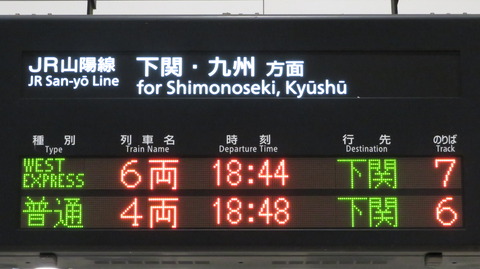 JR山陽線 下関・九州 方面
JR San-yō Line for Shimonoseki, Kyūshū
種別 列車名 時刻 行先 のりば
Type Train Name Departure Time Destination Track
WEST EXPRESS 6両 18:44 下関 7
普通 4両 18:48 下関 6